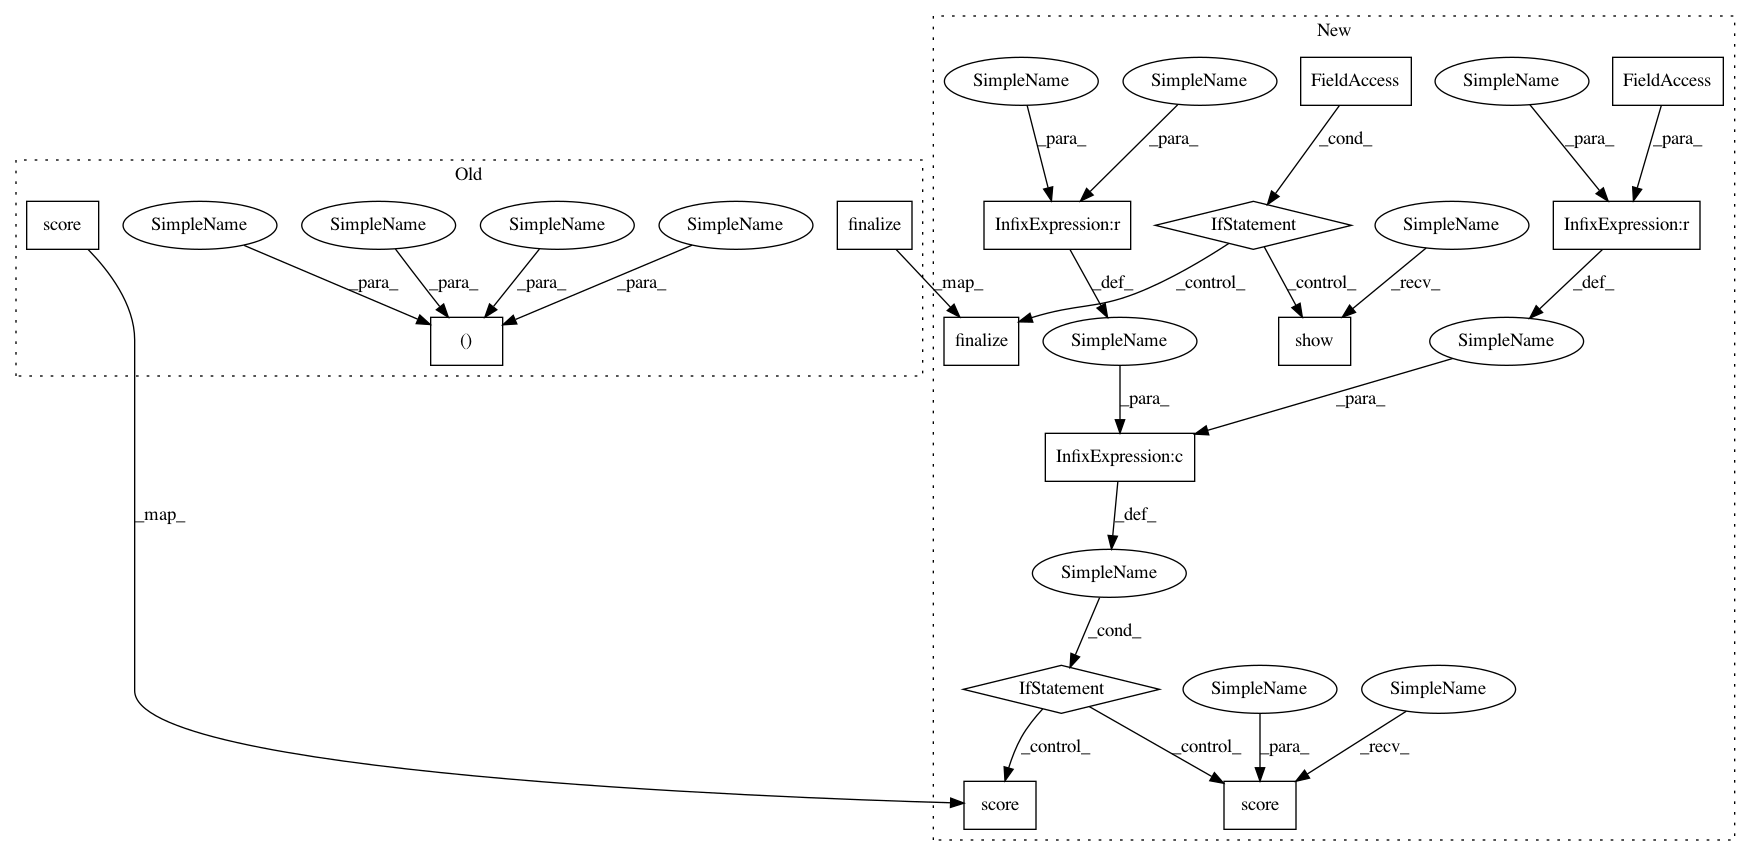 New
SimpleName SimpleName FieldAccess SimpleName FieldAccess
_para_ _para_ _cond_ _para_ _para_
Old
score SimpleName SimpleName SimpleName SimpleName finalize InfixExpression:r IfStatement SimpleName InfixExpression:r
_para_ _para_ _para_ _para_ _map_ _def_ _control_ _control_ _recv_ _def_
() finalize SimpleName show SimpleName
_para_ _para_
InfixExpression:c
_map_ _def_
SimpleName
_cond_
IfStatement SimpleName SimpleName
_control_ _control_ _para_ _recv_
score score